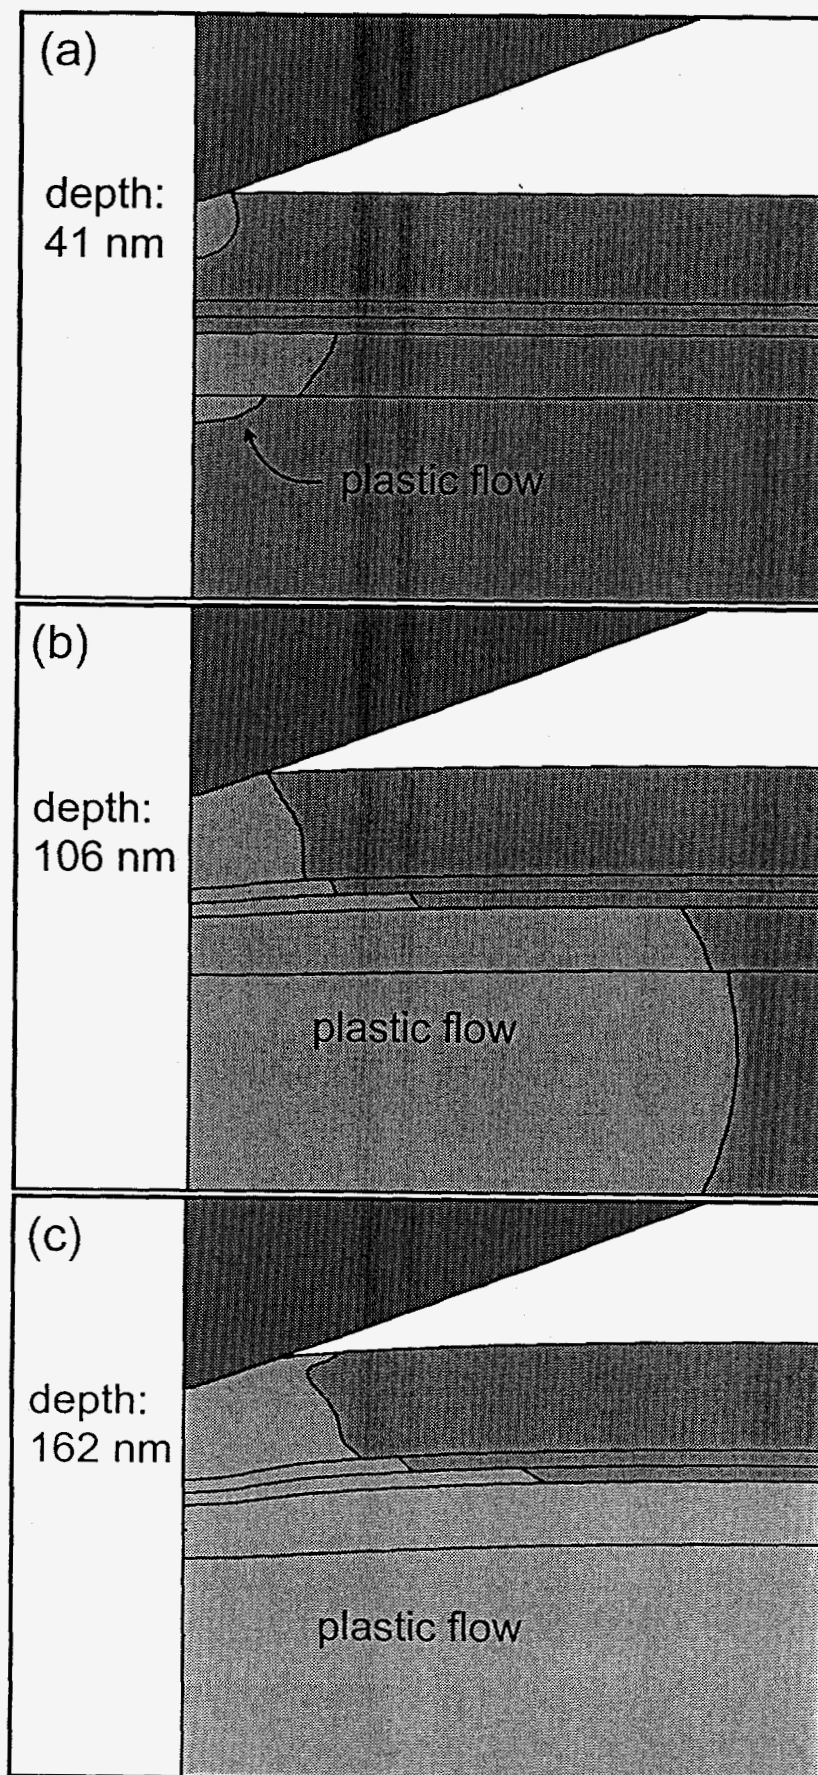 (a)
depth:
41 nm
plastic flow
(b)
depth:
106 nm
plastic flow
(c)
depth:
162 nm
plastic flow